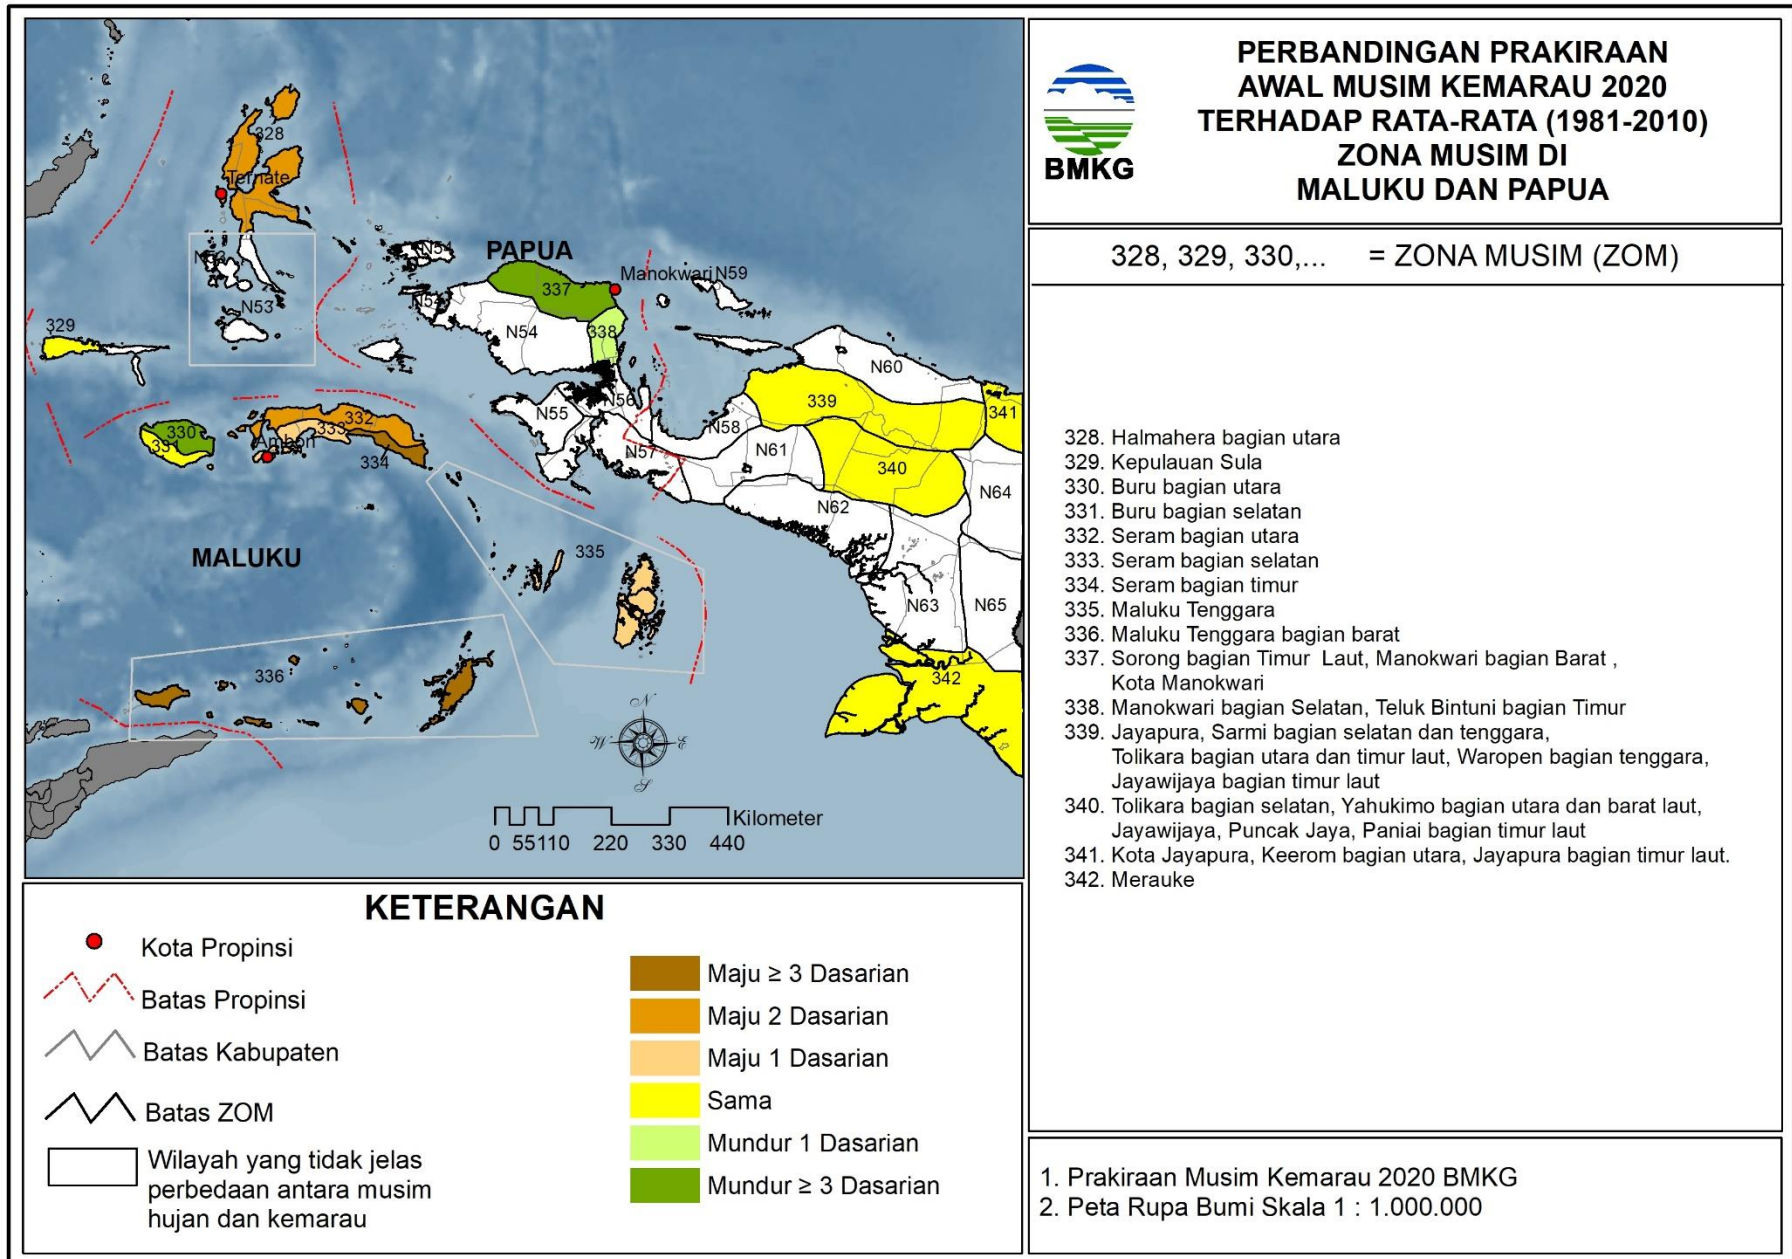 PERBANDINGAN PRAKIRAAN
AWAL MUSIM KEMARAU 2020
TERHADAP RATA-RATA (1981-2010)
ZONA MUSIM DI
MALUKU DAN PAPUA
BMKG
328, 329, 330,... = ZONA MUSIM (ZOM)
328. Halmahera bagian utara
329. Kepulauan Sula
330. Buru bagian utara
331. Buru bagian selatan
332. Seram bagian utara
333. Seram bagian selatan
334. Seram bagian timur
335. Maluku Tenggara
336. Maluku Tenggara bagian barat
337. Sorong bagian Timur Laut, Manokwari bagian Barat ,
Kota Manokwari
338. Manokwari bagian Selatan, Teluk Bintuni bagian Timur
339. Jayapura, Sarmi bagian selatan dan tenggara,
Tolikara bagian utara dan timur laut, Waropen bagian tenggara,
Jayawijaya bagian timur laut
340. Tolikara bagian selatan, Yahukimo bagian utara dan barat laut,
Jayawijaya, Puncak Jaya, Paniai bagian timur laut
341. Kota Jayapura, Keerom bagian utara, Jayapura bagian timur laut.
342. Merauke
1. Prakiraan Musim Kemarau 2020 BMKG
2. Peta Rupa Bumi Skala 1 : 1.000.000
328
Ternate
N53
N53
329
330
331
332
333
Ambon
334
MALUKU
335
336
PAPUA
N54
N54
N54
337
338
Manokwari
N59
N55
N56
N57
N58
N60
339
341
N61
340
N62
N64
N63
N65
342
N
W
E
S
Kilometer
0 55110 220 330 440
KETERANGAN
Kota Propinsi
Batas Propinsi
Batas Kabupaten
Batas ZOM
Wilayah yang tidak jelas
perbedaan antara musim
hujan dan kemarau
Maju ≥ 3 Dasarian
Maju 2 Dasarian
Maju 1 Dasarian
Sama
Mundur 1 Dasarian
Mundur ≥ 3 Dasarian